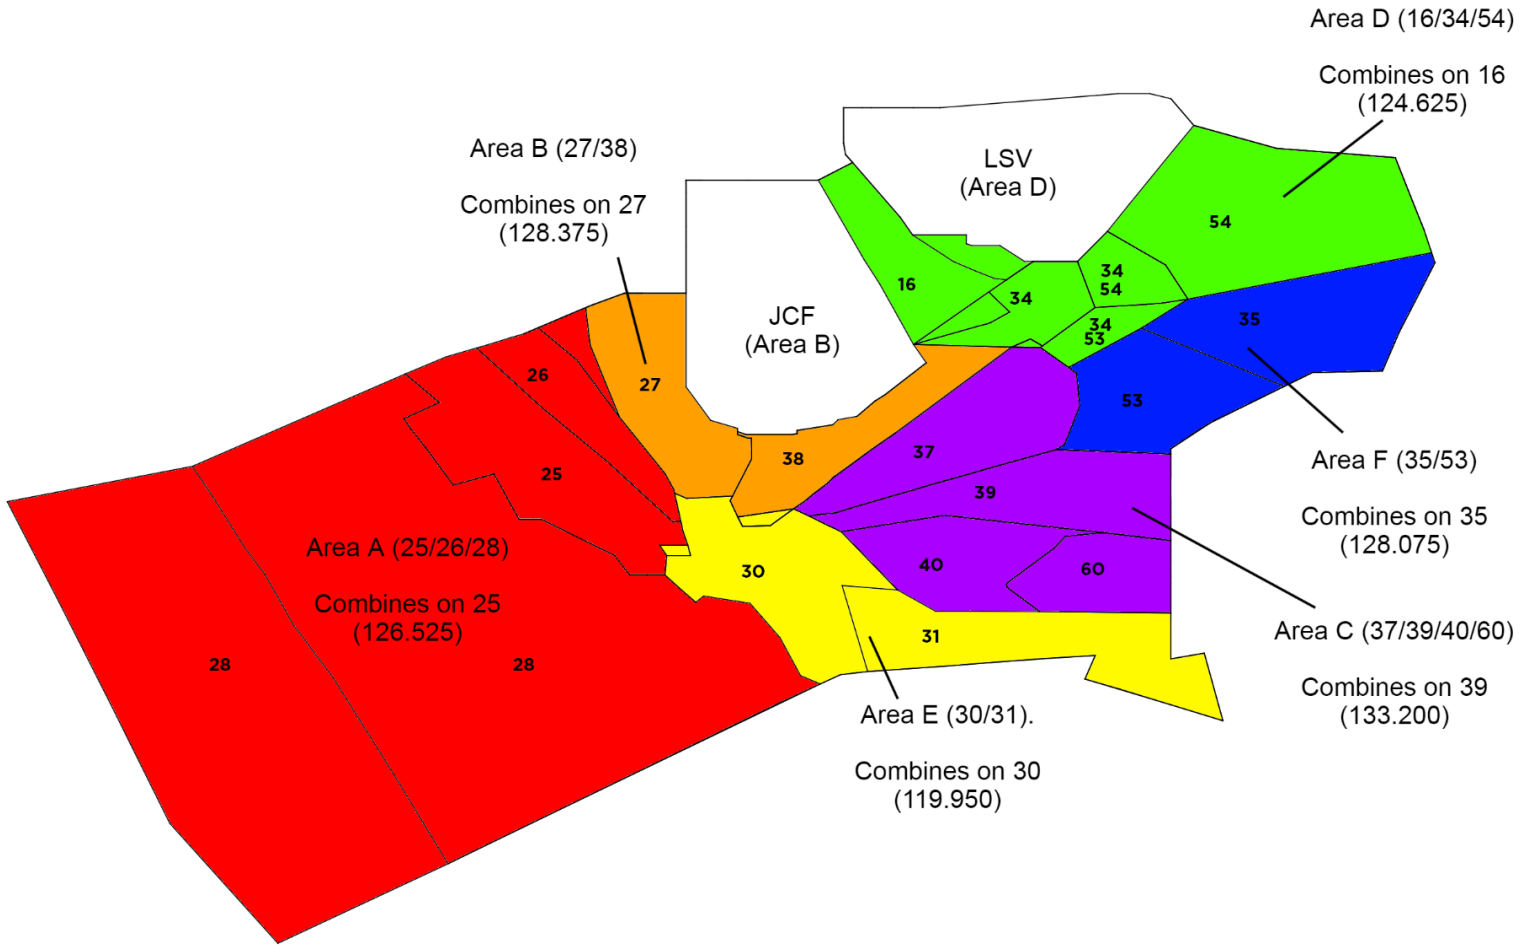 Area D (16/34/54)
Combines on 16
(124.625)
Area B (27/38)
Combines on 27
(128.375)
LSV
(Area D)
54
16
34
34
54
34
53
35
JCF
(Area B)
26
27
53
38
37
25
39
Area F (35/53)
Combines on 35
(128.075)
Area A (25/26/28)
Combines on 25
(126.525)
30
40
60
31
28
28
Area C (37/39/40/60)
Combines on 39
(133.200)
Area E (30/31).
Combines on 30
(119.950)